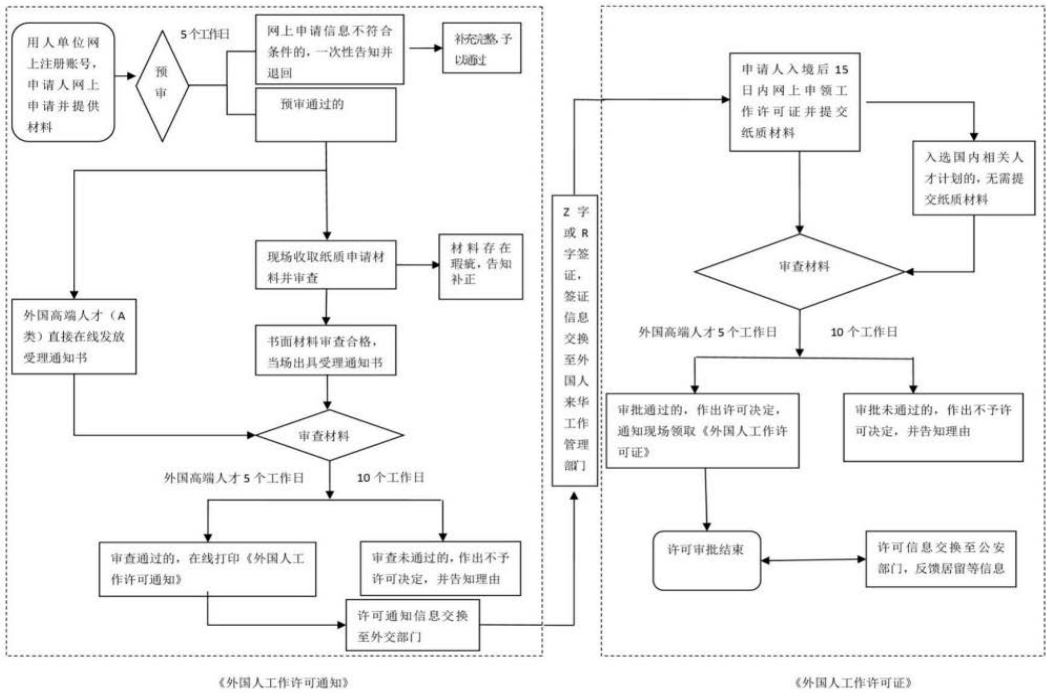 用人单位网
上注册账号，
申请人网上
申请并提供
材料
预
审
5个工作日
网上申请信息不符合
条件的，一次性告知并
退回
补充完整，予
以通过
预审通过的
现场收取纸质申请材
料并审查
材料存在
瑕疵，告知
补正
外国高端人才（A
类）直接在线发放
受理通知书
书面材料审查合格，
当场出具受理通知书
审查材料
外国高端人才5个工作日
10个工作日
审查通过的，在线打印《外国人工
作许可通知》
审查未通过的，作出不予
许可决定，并告知理由
许可通知信息交换
至外交部门
《外国人工作许可通知》
Z字
或R
字签
证，
签证
信息
交换
至外
国人
来华
工作
管理
部门
申请人入境后15
日内网上申领工
作许可证并提交
纸质材料
入选国内相关人
才计划的，无需提
交纸质材料
审查材料
外国高端人才5个工作日
10个工作日
审批通过的，作出许可决定，
通知现场领取《外国人工作许
可证》
审批未通过的，作出不予许
可决定，并告知理由
许可审批结束
许可信息交换至公安
部门，反馈居留等信息
《外国人工作许可证》